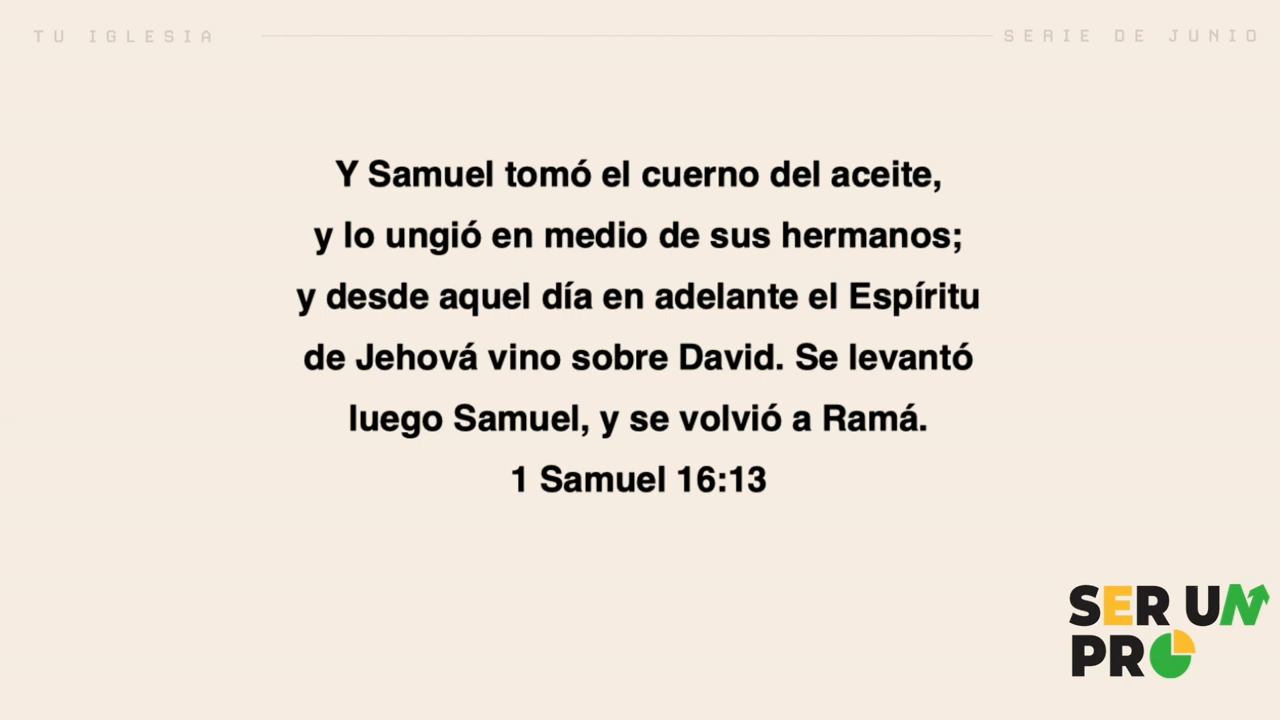 TU IGLESIA
SERIE DE JUNIO
Y Samuel tomó el cuerno del aceite,
y lo ungió en medio de sus hermanos;
y desde aquel día en adelante el Espíritu
de Jehová vino sobre David. Se levantó
luego Samuel, y se volvió a Ramá.
1 Samuel 16:13
SER UN
PRO